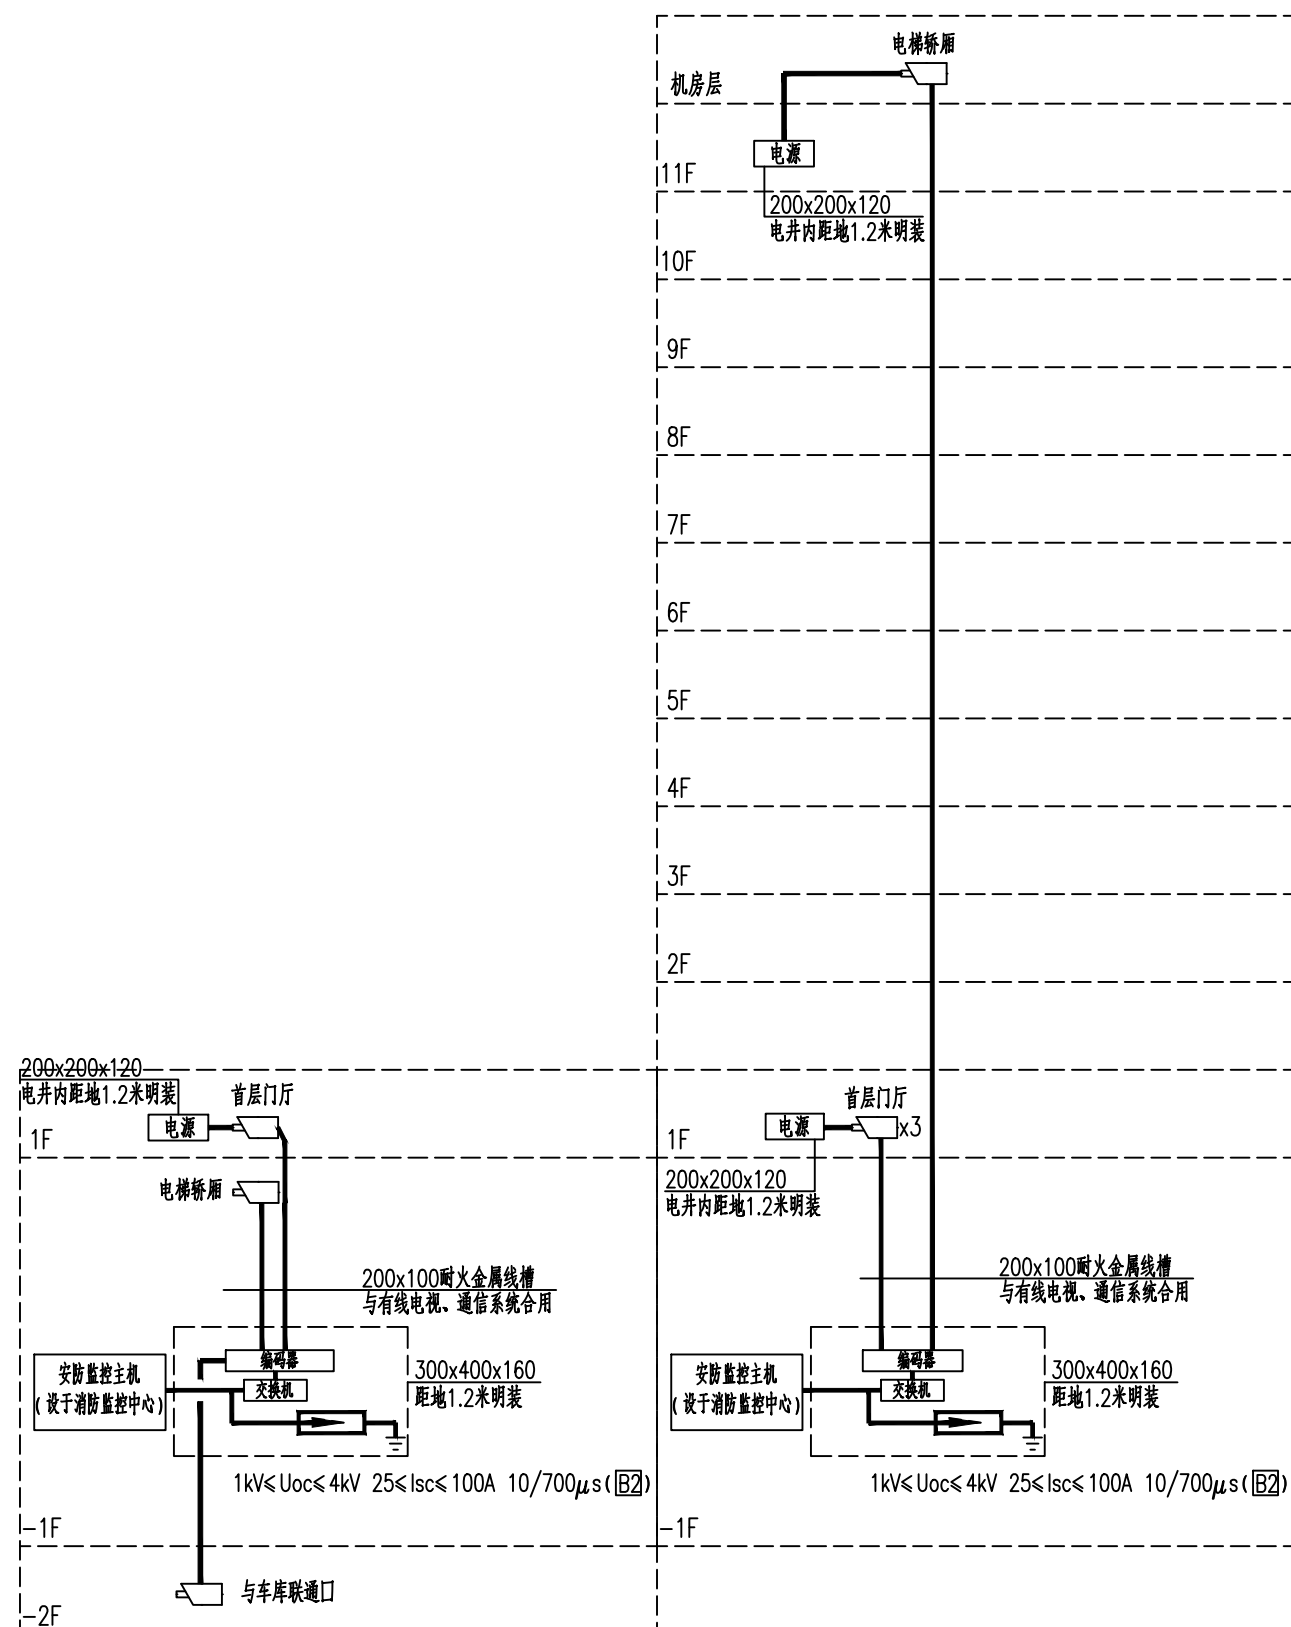 电梯轿厢
机房层
电源
11F
200x200x120
电井内距地1.2米明装
10F
9F
8F
7F
6F
5F
4F
3F
2F
200x200x120
电井内距地1.2米明装
首层门厅
电源
1F
电梯轿厢
200x100耐火金属线槽
与有线电视、通信系统合用
安防监控主机
(设于消防监控中心)
编码器
交换机
300x400x160
距地1.2米明装
1kV≤Uoc≤4kV 25≤Isc≤100A 10/700μs(B2)
-1F
与车库联通口
-2F
首层门厅
电源
x3
1F
200x200x120
电井内距地1.2米明装
200x100耐火金属线槽
与有线电视、通信系统合用
安防监控主机
(设于消防监控中心)
编码器
交换机
300x400x160
距地1.2米明装
1kV≤Uoc≤4kV 25≤Isc≤100A 10/700μs(B2)
-1F